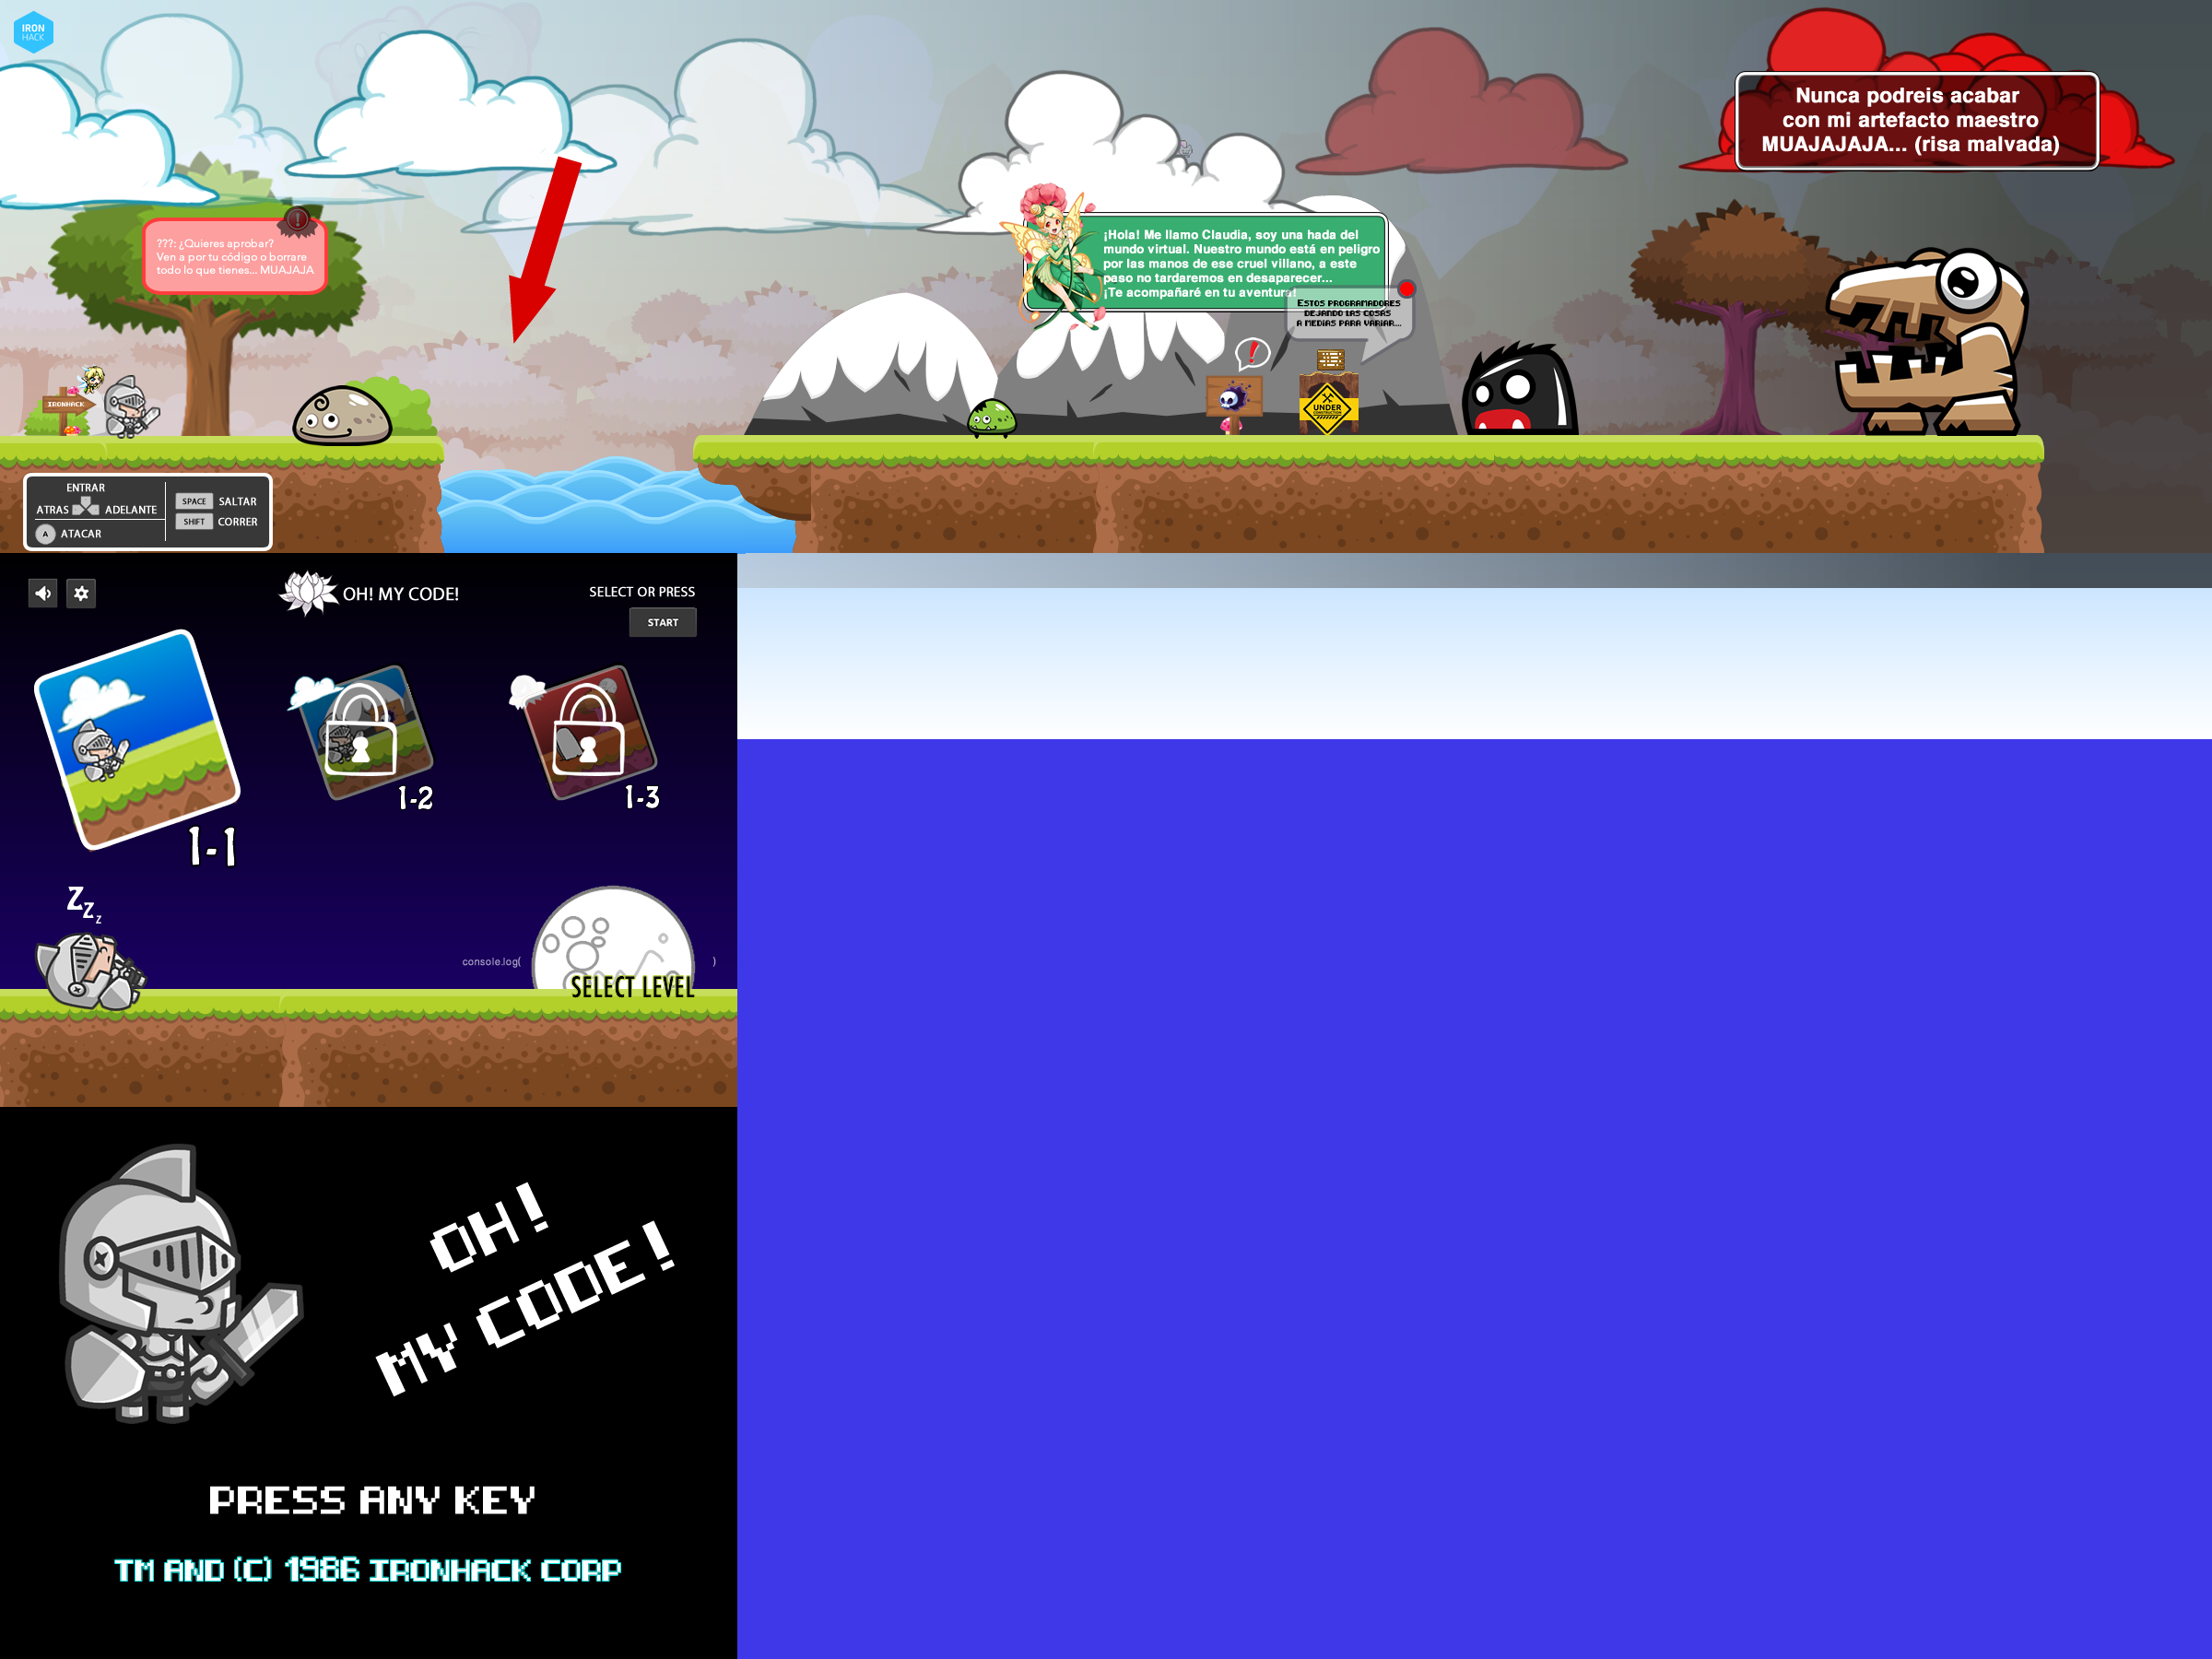 IRON
HACK
Nunca podreis acabar
con mi artefacto maestro
MUAJAJAJA... (risa malvada)
???: ¿Quieres aprobar?
Ven a por tu código o borrare
todo lo que tienes... MUAJAJA
¡Hola! Me llamo Claudia, soy una hada del
mundo virtual. Nuestro mundo está en peligro
por las manos de ese cruel villano, a este
paso no tardaremos en desaparecer...
¡Te acompañaré en tu aventura!
Estos programadores
dejando las cosas
a medias para variar...
IRONHACK
UNDER
CONSTRUCTION
ENTRAR
ATRAS
ADELANTE
A ATACAR
SPACE SALTAR
SHIFT CORRER
OH! MY CODE!
SELECT OR PRESS
START
1-1
1-2
1-3
Z Z Z
console.log( )
SELECT LEVEL
OH!
MY CODE!
PRESS ANY KEY
TM AND (C) 1986 IRONHACK CORP